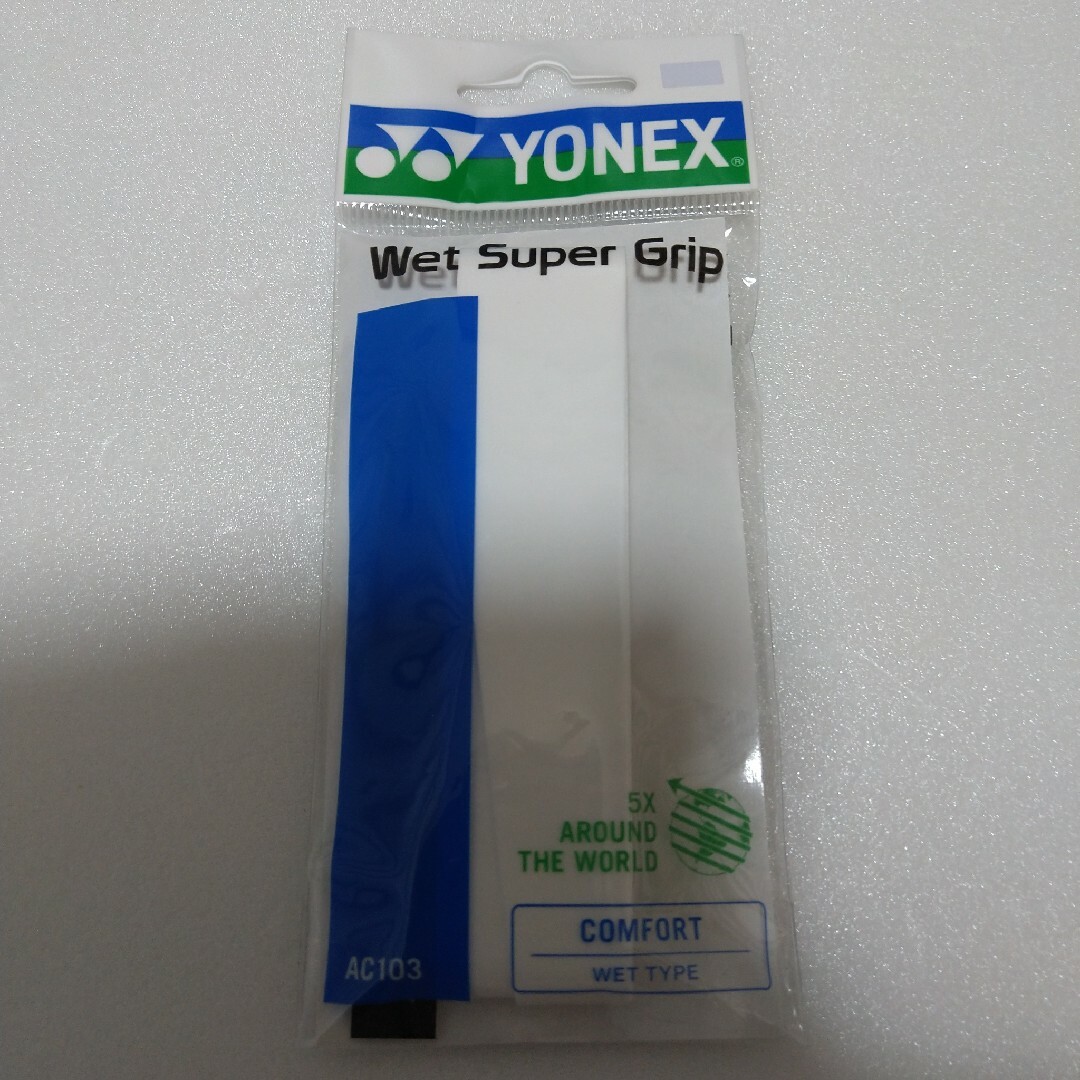 YONEX®
Wet Super Grip
5X
AROUND
THE WORLD
COMFORT
WET TYPE
AC103